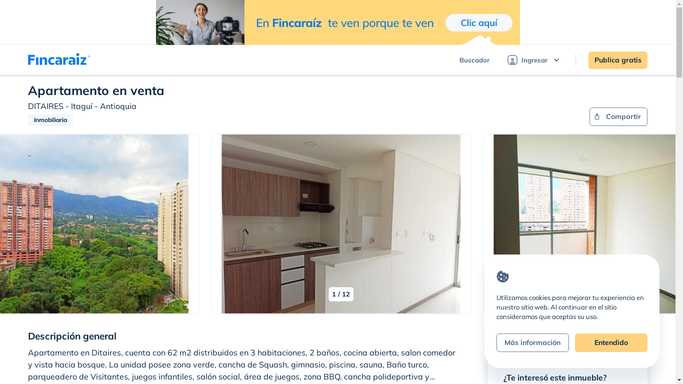 En Fincaraíz te ven porque te ven
Clic aquí
Fincaraiz
Buscador
Ingresar
Publica gratis
Apartamento en venta
DITAIRES - Itaguí - Antioquia
Inmobiliaria
Compartir
1 / 12
Utilizamos cookies para mejorar tu experiencia en
nuestro sitio web. Al continuar en el sitio
consideramos que aceptas su uso.
Más información
Entendido
Descripción general
Apartamento en Ditaires, cuenta con 62 m2 distribuidos en 3 habitaciones, 2 baños, cocina abierta, salon comedor
y vista hacia bosque. La unidad posee zona verde, cancha de Squash, gimnasio, piscina, sauna, Baño turco,
parqueadero de Visitantes, juegos infantiles, salón social, área de juegos, zona BBQ, cancha polideportiva y...
¿Te interesó este inmueble?